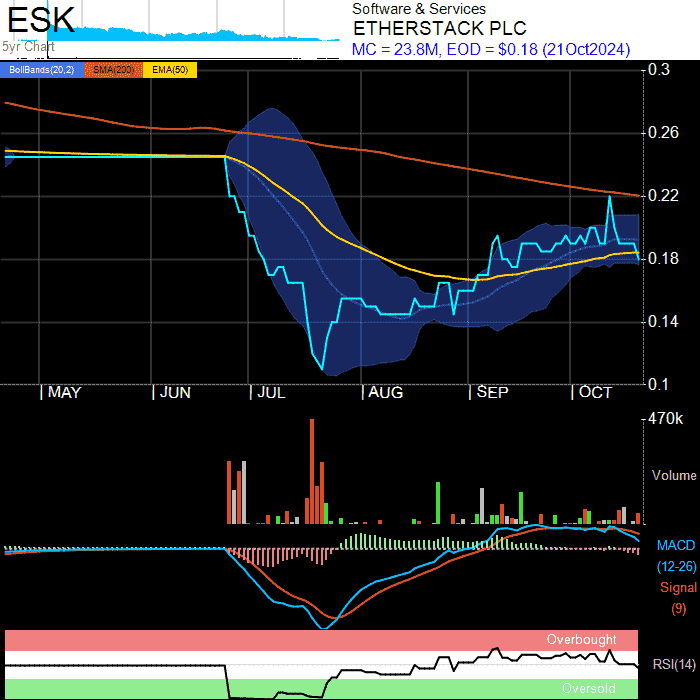 ESK
Software & Services
ETHERSTACK PLC
5yr Chart
MC = 23.8M, EOD = $0.18 (21Oct2024)
BollBands(20,2) SMA(200) EMA(50)
0.3
0.26
0.22
0.18
0.14
0.1
MAY JUN JUL AUG SEP OCT
470k
Volume
MACD
(12-26)
Signal
(9)
Overbought
RSI(14)
Oversold